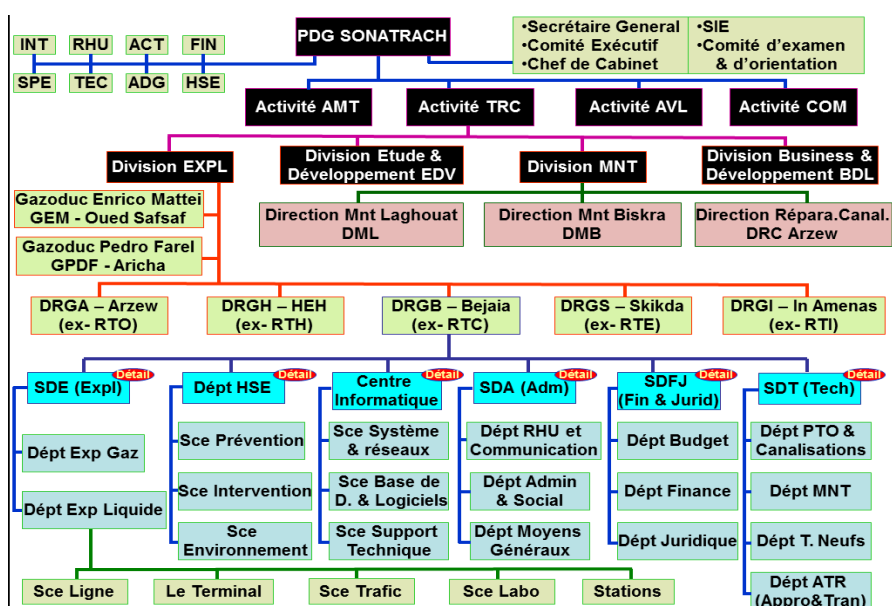 INT
RHU
ACT
FIN
SPE
TEC
ADG
HSE
PDG SONATRACH
•Secrétaire General
•Comité Exécutif
•Chef de Cabinet
•SIE
•Comité d'examen
& d'orientation
Activité AMT
Activité TRC
Activité AVL
Activité COM
Division EXPL
Division Etude &
Développement EDV
Division MNT
Division Business &
Développement BDL
Gazoduc Enrico Mattei
GEM - Oued Safsaf
Gazoduc Pedro Farel
GPDF - Aricha
Direction Mnt Laghouat
DML
Direction Mnt Biskra
DMB
Direction Répara.Canal.
DRC Arzew
DRGA – Arzew
(ex- RTO)
DRGH – HEH
(ex- RTH)
DRGB – Bejaia
(ex- RTC)
DRGS – Skikda
(ex- RTE)
DRGI – In Amenas
(ex- RTI)
SDE (Expl)
Détail
Dépt HSE
Détail
Centre
Informatique
Détail
SDA (Adm)
Détail
SDFJ
(Fin & Jurid)
Détail
SDT (Tech)
Détail
Dépt Exp Gaz
Dépt Exp Liquide
Sce Prévention
Sce Intervention
Sce
Environnement
Sce Système
& réseaux
Sce Base de
D. & Logiciels
Sce Support
Technique
Dépt RHU et
Communication
Dépt Admin
& Social
Dépt Moyens
Généraux
Dépt Budget
Dépt Finance
Dépt Juridique
Dépt PTO &
Canalisations
Dépt MNT
Dépt T. Neufs
Dépt ATR
(Appro&Tran)
Sce Ligne
Le Terminal
Sce Trafic
Sce Labo
Stations